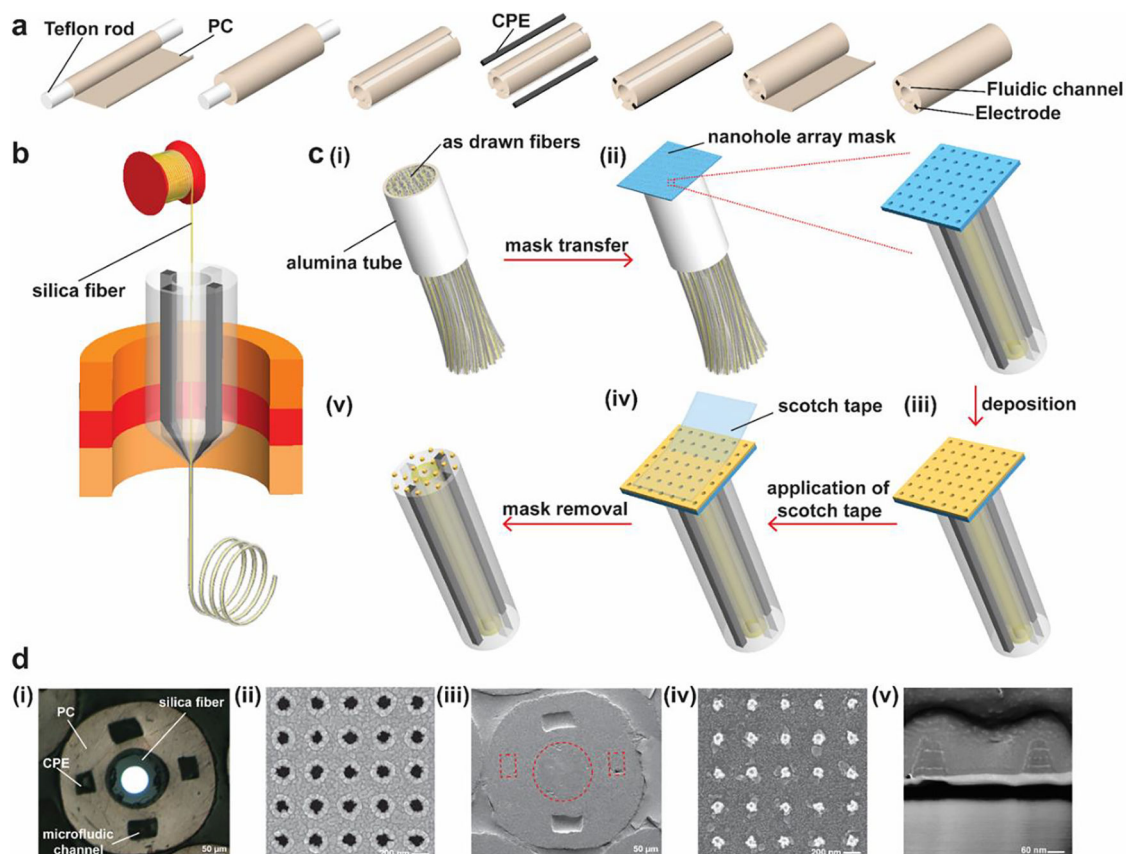 a
Teflon rod
PC
CPE
Fluidic channel
Electrode
b
silica fiber
c (i)
as drawn fibers
alumina tube
mask transfer
(ii)
nanohole array mask
deposition
(iii)
application of
scotch tape
(iv)
scotch tape
mask removal
(v)
d
(i)
PC
silica fiber
CPE
microfludic
channel
50 µm
(ii)
200 nm
(iii)
50 µm
(iv)
200 nm
(v)
60 nm